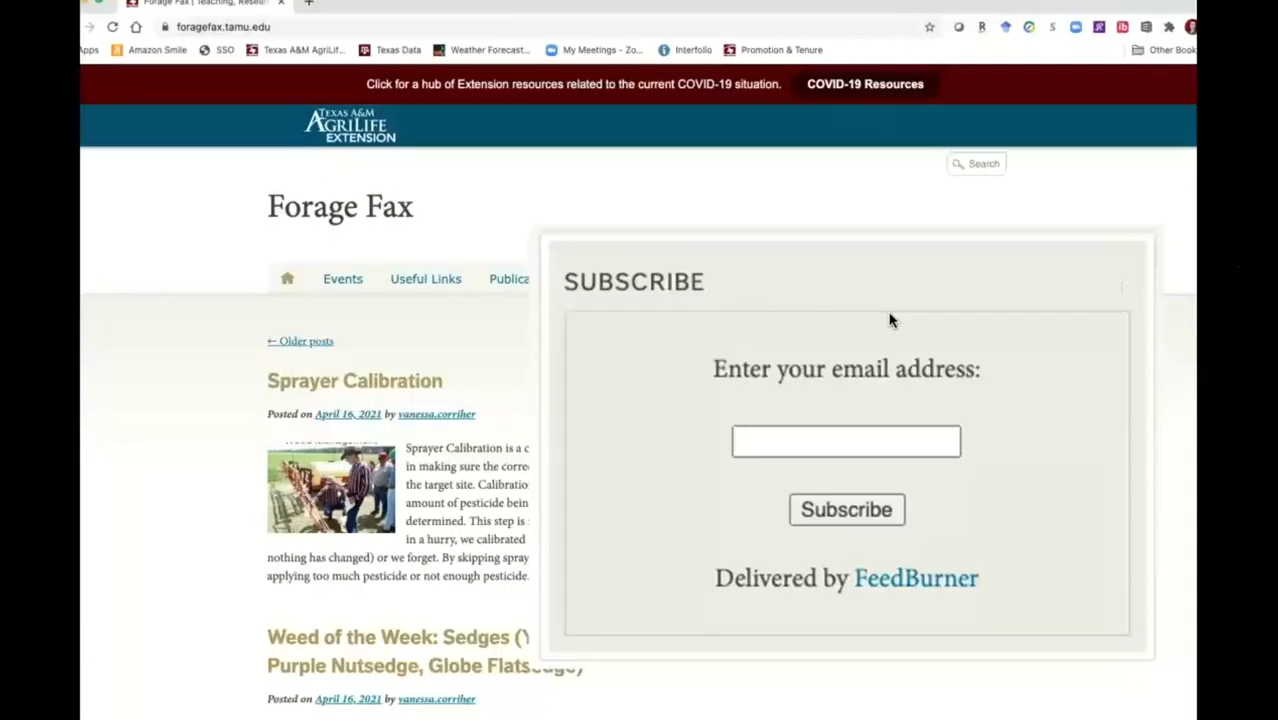 Forage Fax | Teaching, Resear
foragefax.tamu.edu
Apps
Amazon Smile
SSO
Texas A&M AgriLif...
Texas Data
Weather Forecast...
My Meetings - Zo...
Interfolio
Promotion & Tenure
Other Book
Click for a hub of Extension resources related to the current COVID-19 situation.
COVID-19 Resources
TEXAS A&M
AGRILIFE
EXTENSION
Search
Forage Fax
Events
Useful Links
Publica
SUBSCRIBE
Enter your email address:
Subscribe
Delivered by FeedBurner
← Older posts
Sprayer Calibration
Posted on April 16, 2021 by vanessa.corriher
Sprayer Calibration is a c
in making sure the corre
the target site. Calibratio
amount of pesticide bein
determined. This step is
in a hurry, we calibrated
nothing has changed) or we forget. By skipping spray
applying too much pesticide or not enough pesticide.
Weed of the Week: Sedges (Y
Purple Nutsedge, Globe Flatsedge)
Posted on April 16, 2021 by vanessa.corriher